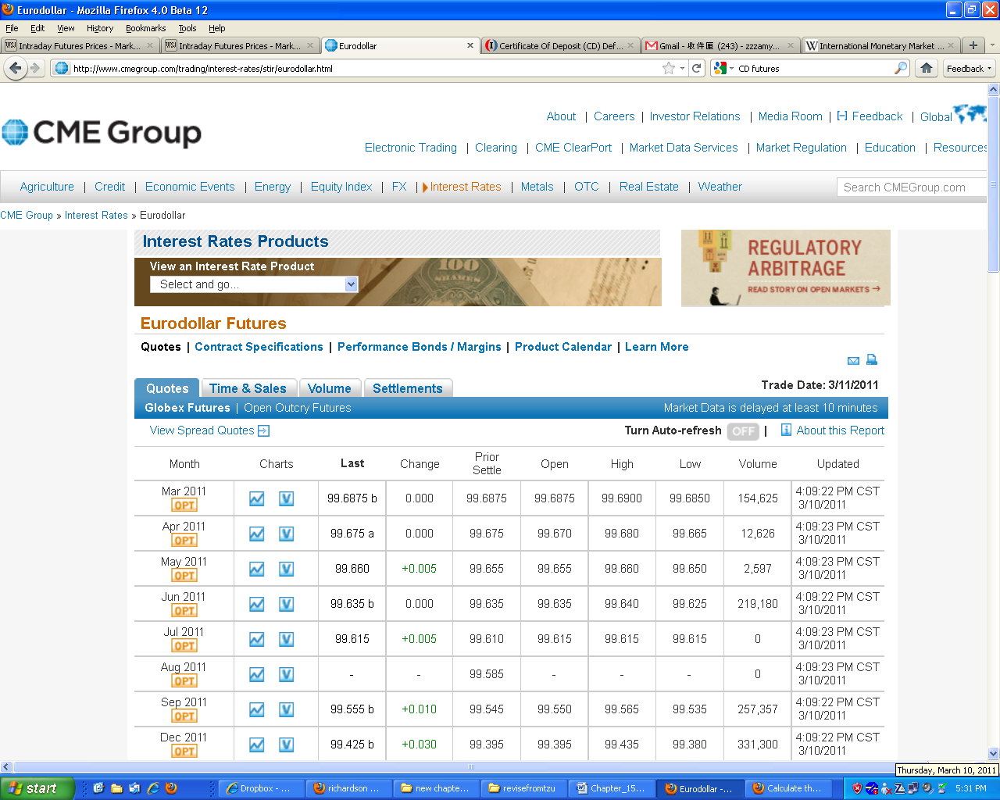 Eurodollar - Mozilla Firefox 4.0 Beta 12
File Edit View History Bookmarks Tools Help
WSJ Intraday Futures Prices - Mark... WSJ Intraday Futures Prices - Mark... Eurodollar Certificate Of Deposit (CD) Def... Gmail - 收件匣 (243) - zzzamy... W International Monetary Market ...
http://www.cmegroup.com/trading/interest-rates/stir/eurodollar.html CD futures Feedback
About | Careers | Investor Relations | Media Room | Feedback | Global
CME Group
Electronic Trading | Clearing | CME ClearPort | Market Data Services | Market Regulation | Education | Resources
Agriculture | Credit | Economic Events | Energy | Equity Index | FX | Interest Rates | Metals | OTC | Real Estate | Weather Search CMEGroup.com
CME Group » Interest Rates » Eurodollar
Interest Rates Products
View an Interest Rate Product
Select and go...
100
SHARES
REGULATORY
ARBITRAGE
READ STORY ON OPEN MARKETS
Eurodollar Futures
Quotes | Contract Specifications | Performance Bonds / Margins | Product Calendar | Learn More
Quotes Time & Sales Volume Settlements Trade Date: 3/11/2011
Globex Futures | Open Outcry Futures Market Data is delayed at least 10 minutes
View Spread Quotes Turn Auto-refresh OFF | About this Report
Month Charts Last Change Prior Settle Open High Low Volume Updated
Mar 2011 OPT V 99.6875 b 0.000 99.6875 99.6875 99.6900 99.6850 154,625 4:09:22 PM CST 3/10/2011
Apr 2011 OPT V 99.675 a 0.000 99.675 99.670 99.680 99.665 12,626 4:09:23 PM CST 3/10/2011
May 2011 OPT V 99.660 +0.005 99.655 99.655 99.660 99.650 2,597 4:09:23 PM CST 3/10/2011
Jun 2011 OPT V 99.635 b 0.000 99.635 99.635 99.640 99.625 219,180 4:09:22 PM CST 3/10/2011
Jul 2011 OPT V 99.615 +0.005 99.610 99.615 99.615 99.615 0 4:09:23 PM CST 3/10/2011
Aug 2011 OPT V - - 99.585 - - - 0 4:09:23 PM CST 3/10/2011
Sep 2011 OPT V 99.555 b +0.010 99.545 99.550 99.565 99.535 257,357 4:09:22 PM CST 3/10/2011
Dec 2011 OPT V 99.425 b +0.030 99.395 99.395 99.435 99.380 331,300 4:09:22 PM CST 3/10/2011
Thursday, March 10, 2011
start Dropbox - ... richardson ... new chapte... revisefromtzu Chapter_15... Eurodollar -... Calculate th... 5:31 PM